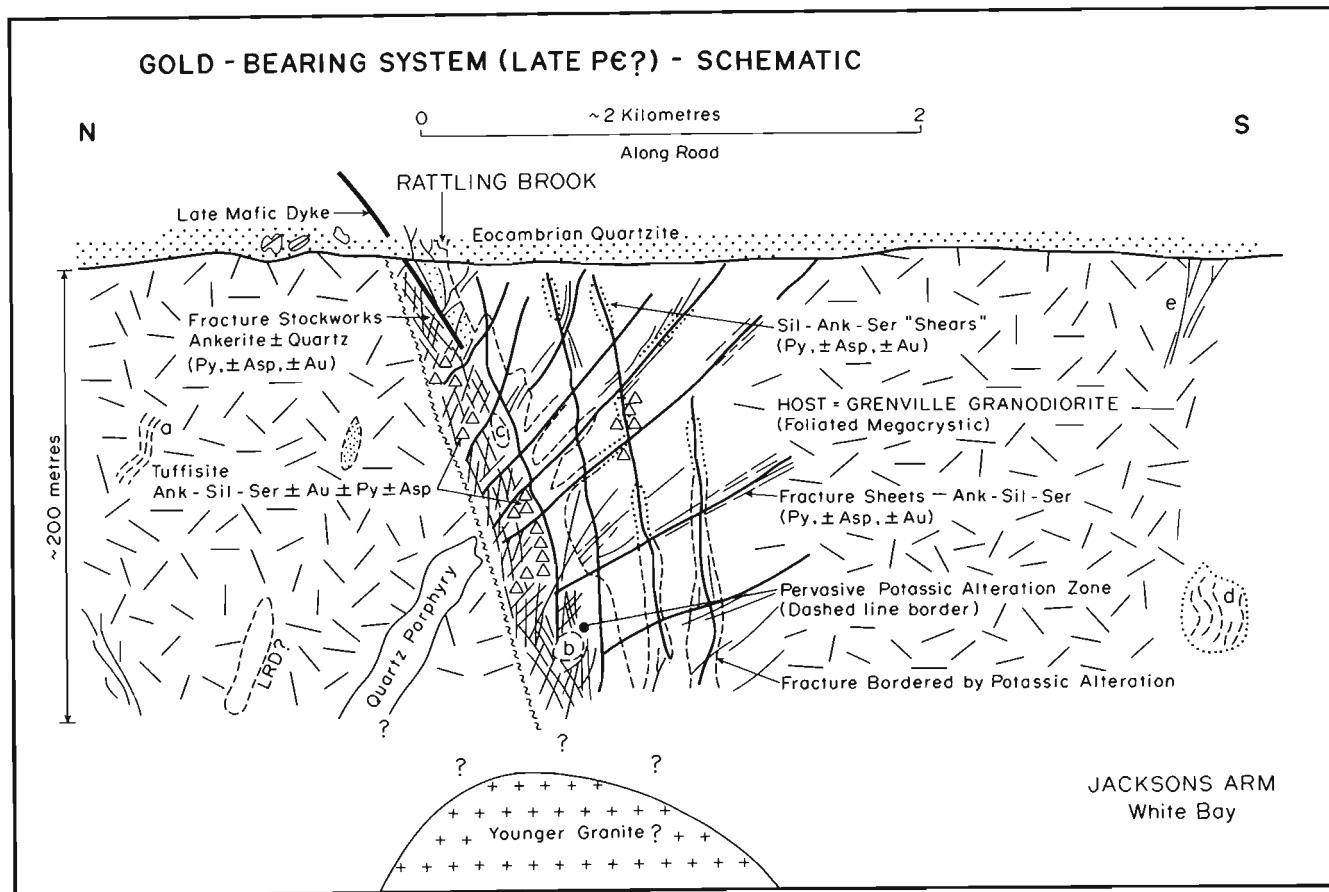 GOLD - BEARING SYSTEM (LATE PЄ?) - SCHEMATIC
N
0
~2 Kilometres
2
S
Along Road
RATTLING BROOK
Late Mafic Dyke
Eocambrian Quartzite
Fracture Stockworks
Ankerite ± Quartz
(Py, ± Asp, ± Au)
Sil - Ank - Ser "Shears"
(Py, ± Asp, ± Au)
e
HOST = GRENVILLE GRANODIORITE
(Foliated Megacrystic)
a
c
Tuffisite
Ank - Sil - Ser ± Au ± Py ± Asp
~200 metres
Fracture Sheets - Ank - Sil - Ser
(Py, ± Asp, ± Au)
Pervasive Potassic Alteration Zone
(Dashed line border)
d
b
LRD?
Quartz Porphyry
Fracture Bordered by Potassic Alteration
?
?
?
?
JACKSONS ARM
White Bay
Younger Granite ?